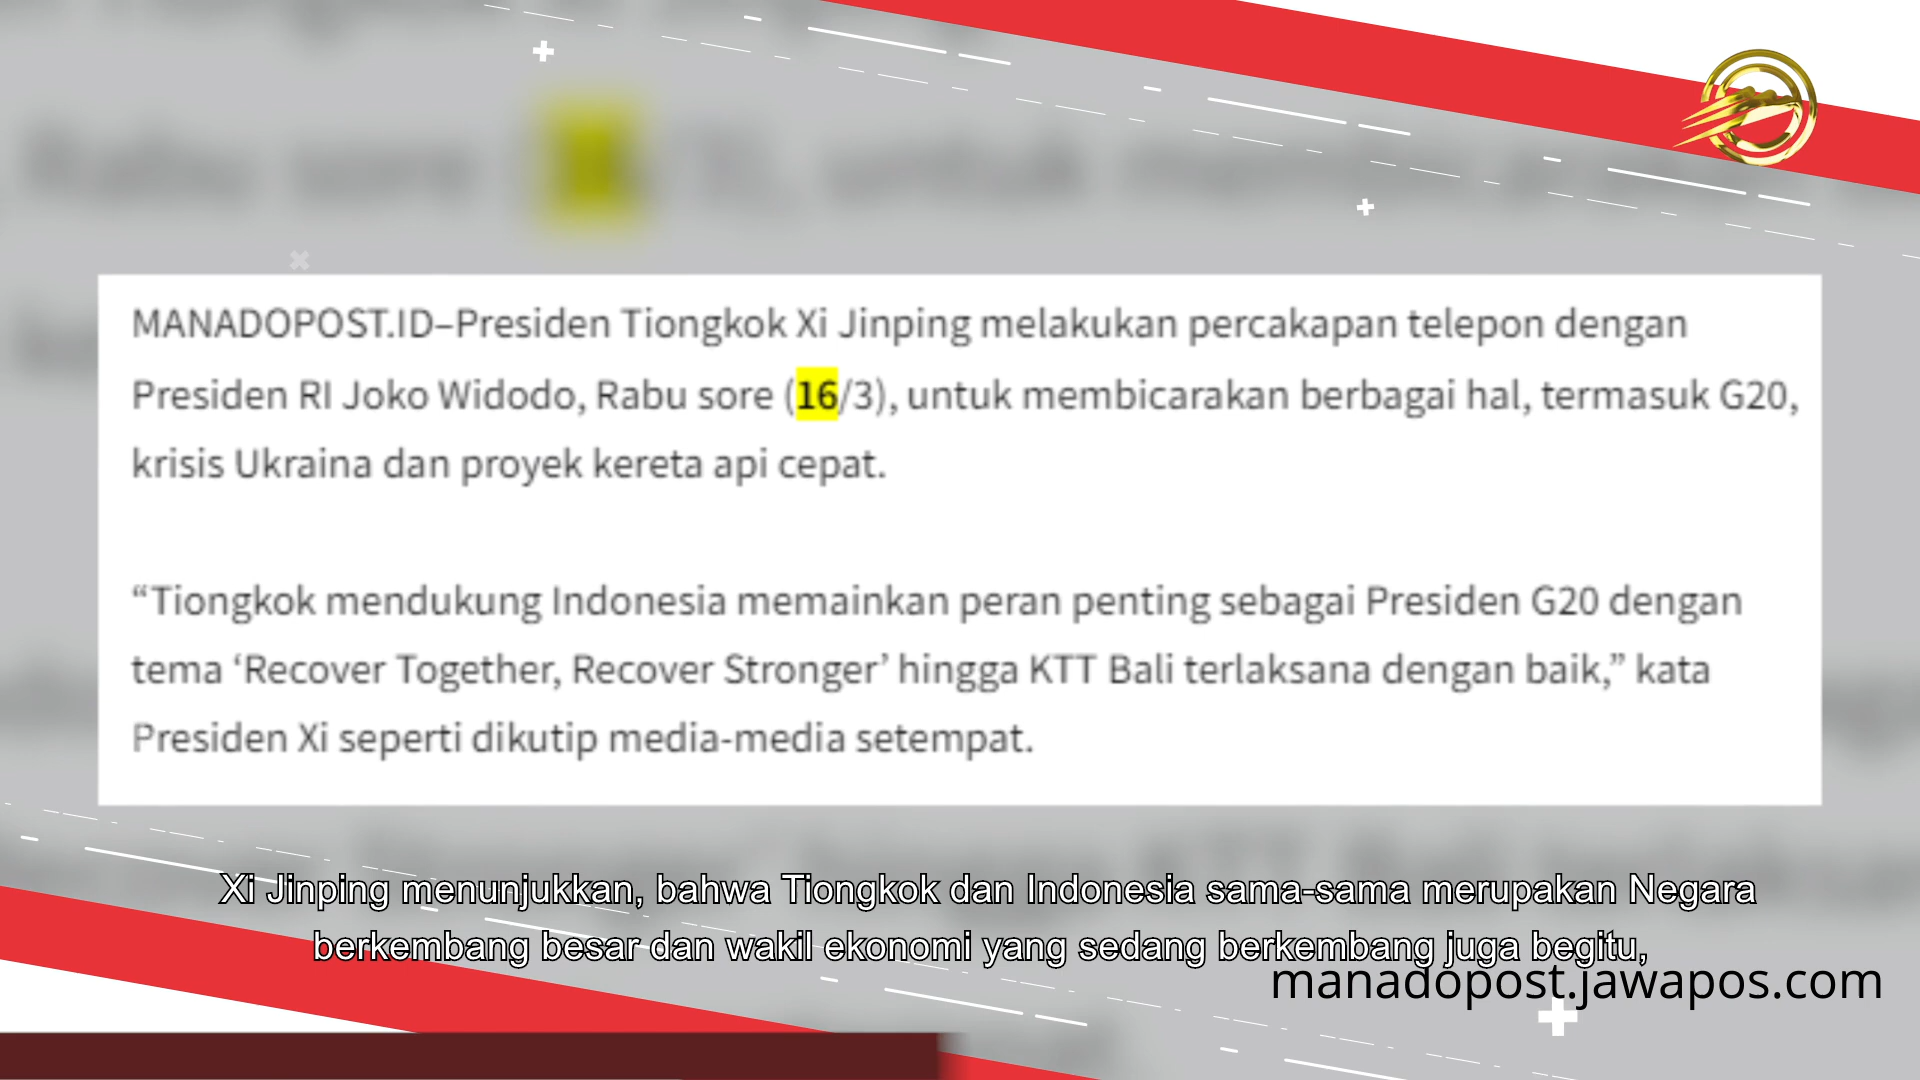 MANADOPOST.ID–Presiden Tiongkok Xi Jinping melakukan percakapan telepon dengan
Presiden RI Joko Widodo, Rabu sore (16/3), untuk membicarakan berbagai hal, termasuk G20,
krisis Ukraina dan proyek kereta api cepat.
“Tiongkok mendukung Indonesia memainkan peran penting sebagai Presiden G20 dengan
tema ‘Recover Together, Recover Stronger’ hingga KTT Bali terlaksana dengan baik,” kata
Presiden Xi seperti dikutip media-media setempat.
Xi Jinping menunjukkan, bahwa Tiongkok dan Indonesia sama-sama merupakan Negara
berkembang besar dan wakil ekonomi yang sedang berkembang juga begitu,
manadopost.jawapos.com